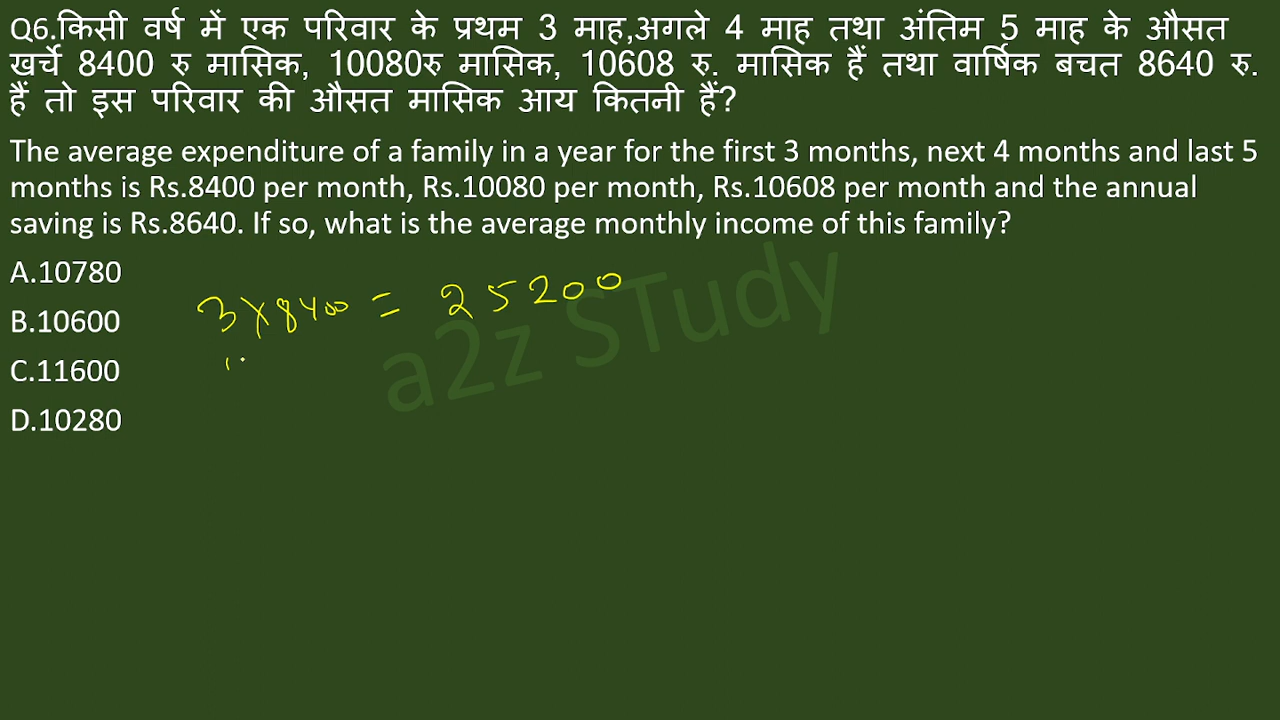 Q6.किसी वर्ष में एक परिवार के प्रथम 3 माह,अगले 4 माह तथा अंतिम 5 माह के औसत
खर्चे 8400 रु मासिक, 10080रु मासिक, 10608 रु. मासिक हैं तथा वार्षिक बचत 8640 रु.
हैं तो इस परिवार की औसत मासिक आय कितनी हैं?
The average expenditure of a family in a year for the first 3 months, next 4 months and last 5
months is Rs.8400 per month, Rs.10080 per month, Rs.10608 per month and the annual
saving is Rs.8640. If so, what is the average monthly income of this family?
A.10780
3 X 8400 = 25200
B.10600
C.11600
D.10280
a2z STudy